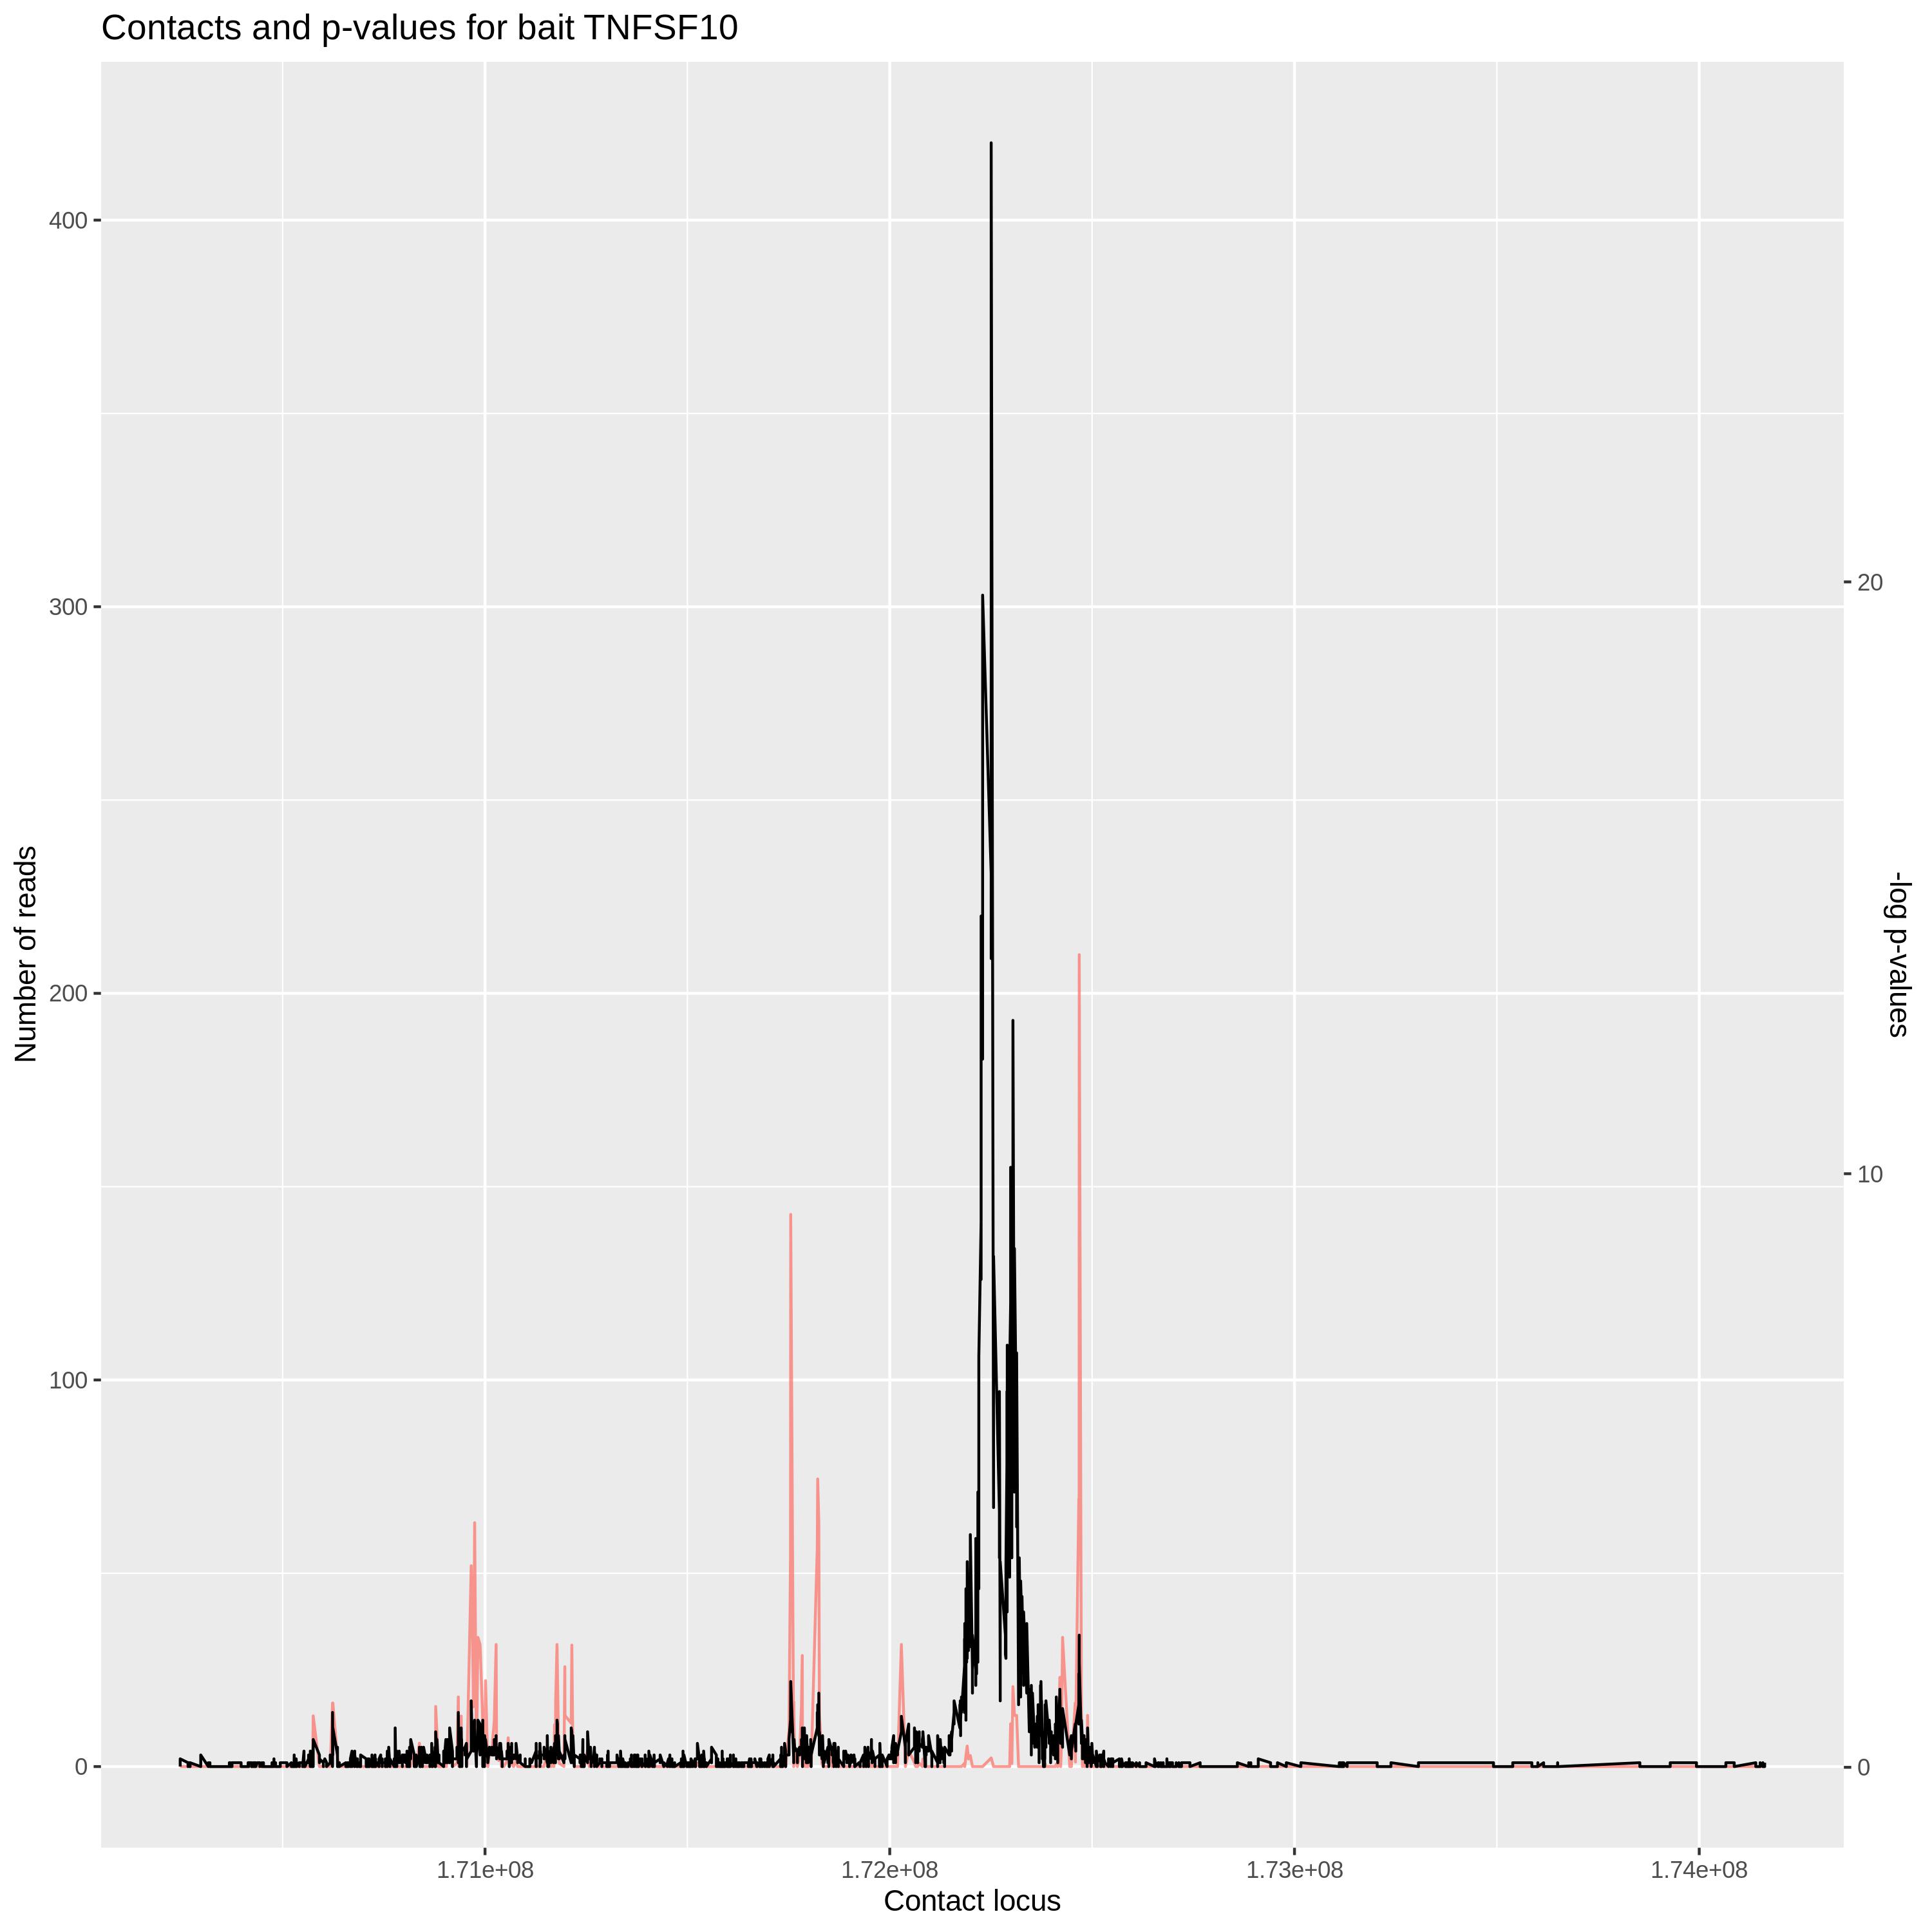 Contacts and p-values for bait TNFSF10
400
300
200
100
0
20
10
0
Number of reads
-log p-values
1.71e+08
1.72e+08
1.73e+08
1.74e+08
Contact locus